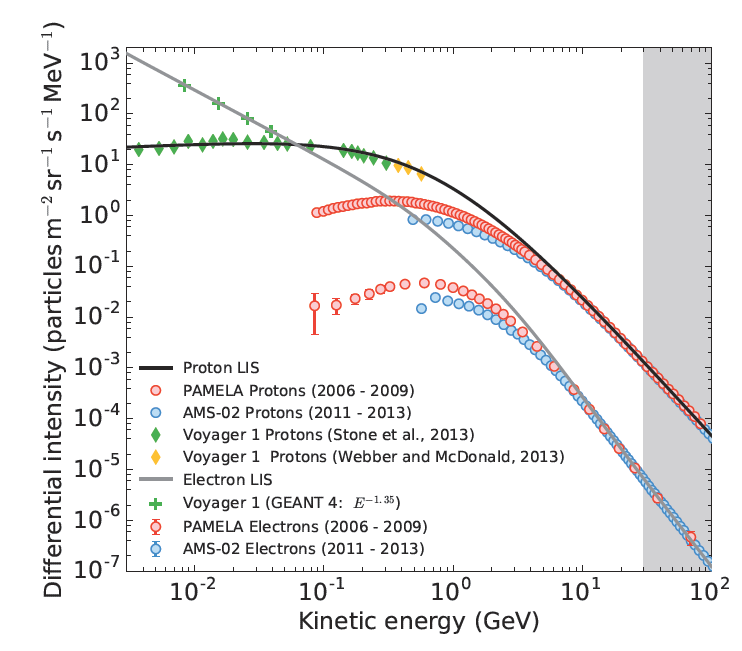 Differential intensity (particles m⁻² sr⁻¹ s⁻¹ MeV⁻¹)
10³
10²
10¹
10⁰
10⁻¹
10⁻²
10⁻³
10⁻⁴
10⁻⁵
10⁻⁶
10⁻⁷
Proton LIS
PAMELA Protons (2006 - 2009)
AMS-02 Protons (2011 - 2013)
Voyager 1 Protons (Stone et al., 2013)
Voyager 1 Protons (Webber and McDonald, 2013)
Electron LIS
Voyager 1 (GEANT 4: E⁻¹·³⁵)
PAMELA Electrons (2006 - 2009)
AMS-02 Electrons (2011 - 2013)
10⁻² 10⁻¹ 10⁰ 10¹ 10²
Kinetic energy (GeV)